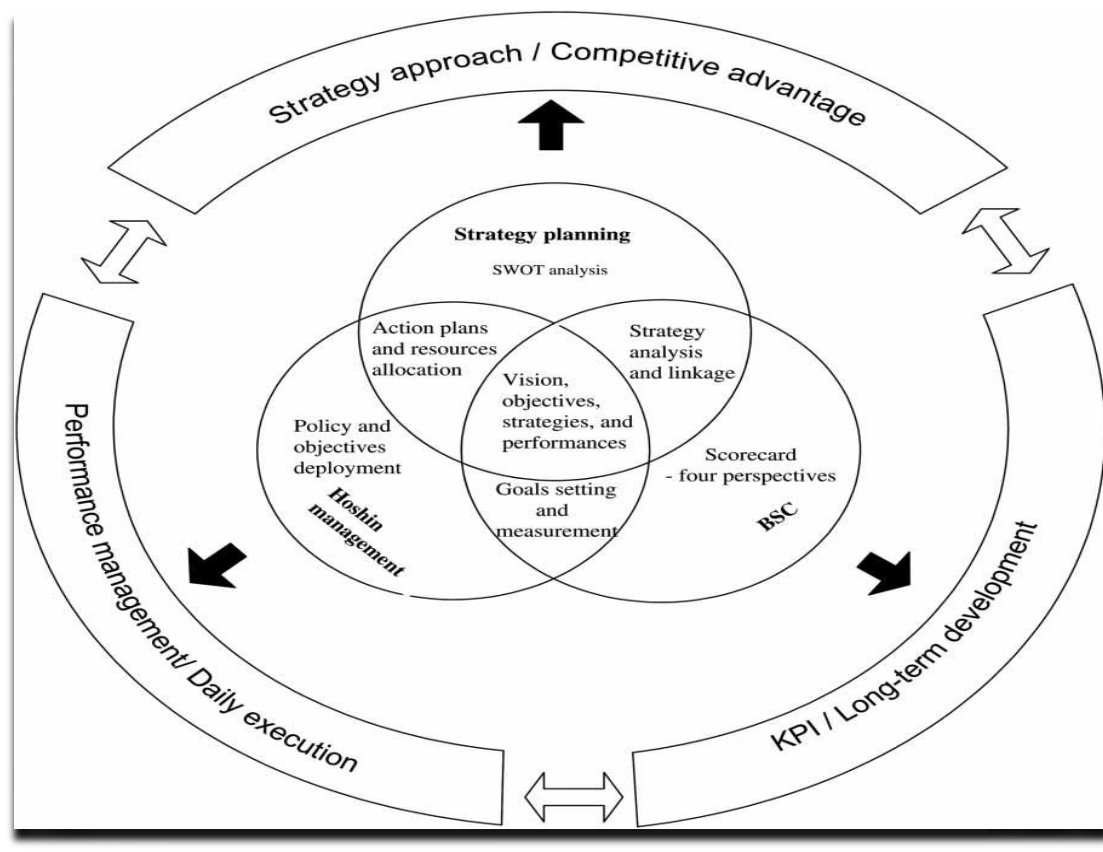 Strategy approach / Competitive advantage
Strategy planning
SWOT analysis
Action plans
and resources
allocation
Strategy
analysis
and linkage
Vision,
objectives,
strategies, and
performances
Policy and
objectives
deployment
Hoshin
management
Scorecard
- four perspectives
BSC
Goals setting
and
measurement
Performance management/ Daily execution
KPI / Long-term development